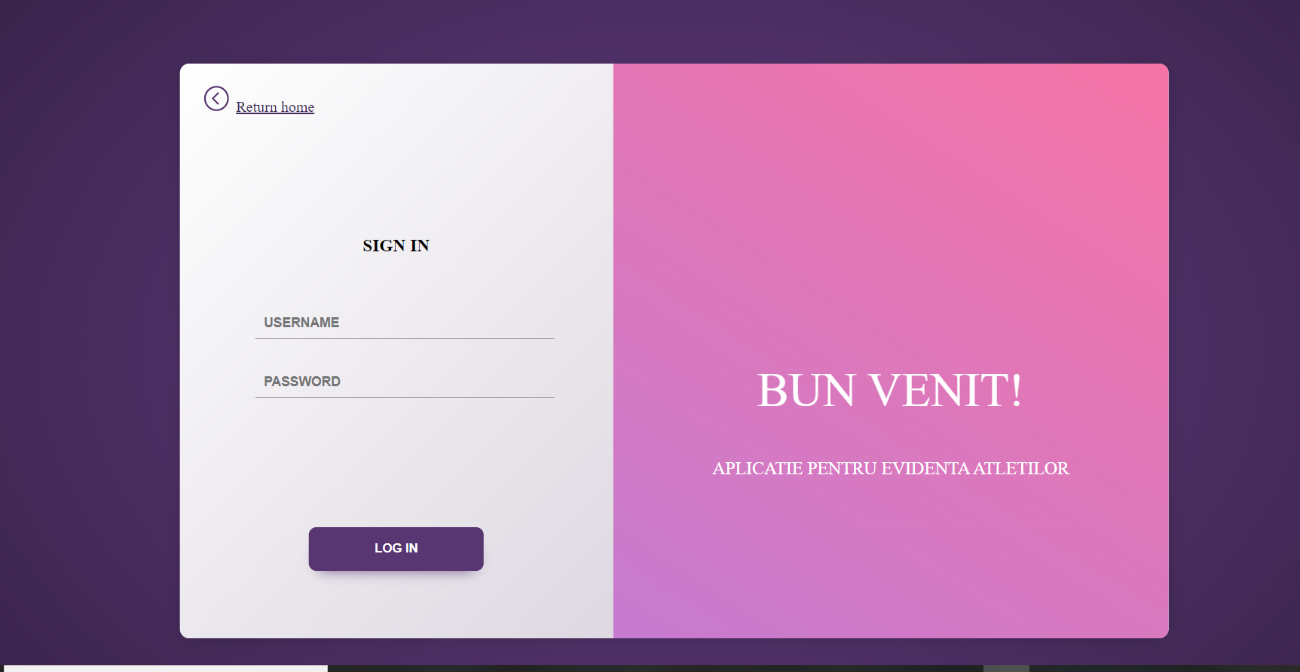 Return home
SIGN IN
USERNAME
PASSWORD
LOG IN
BUN VENIT!
APLICATIE PENTRU EVIDENTA ATLETILOR